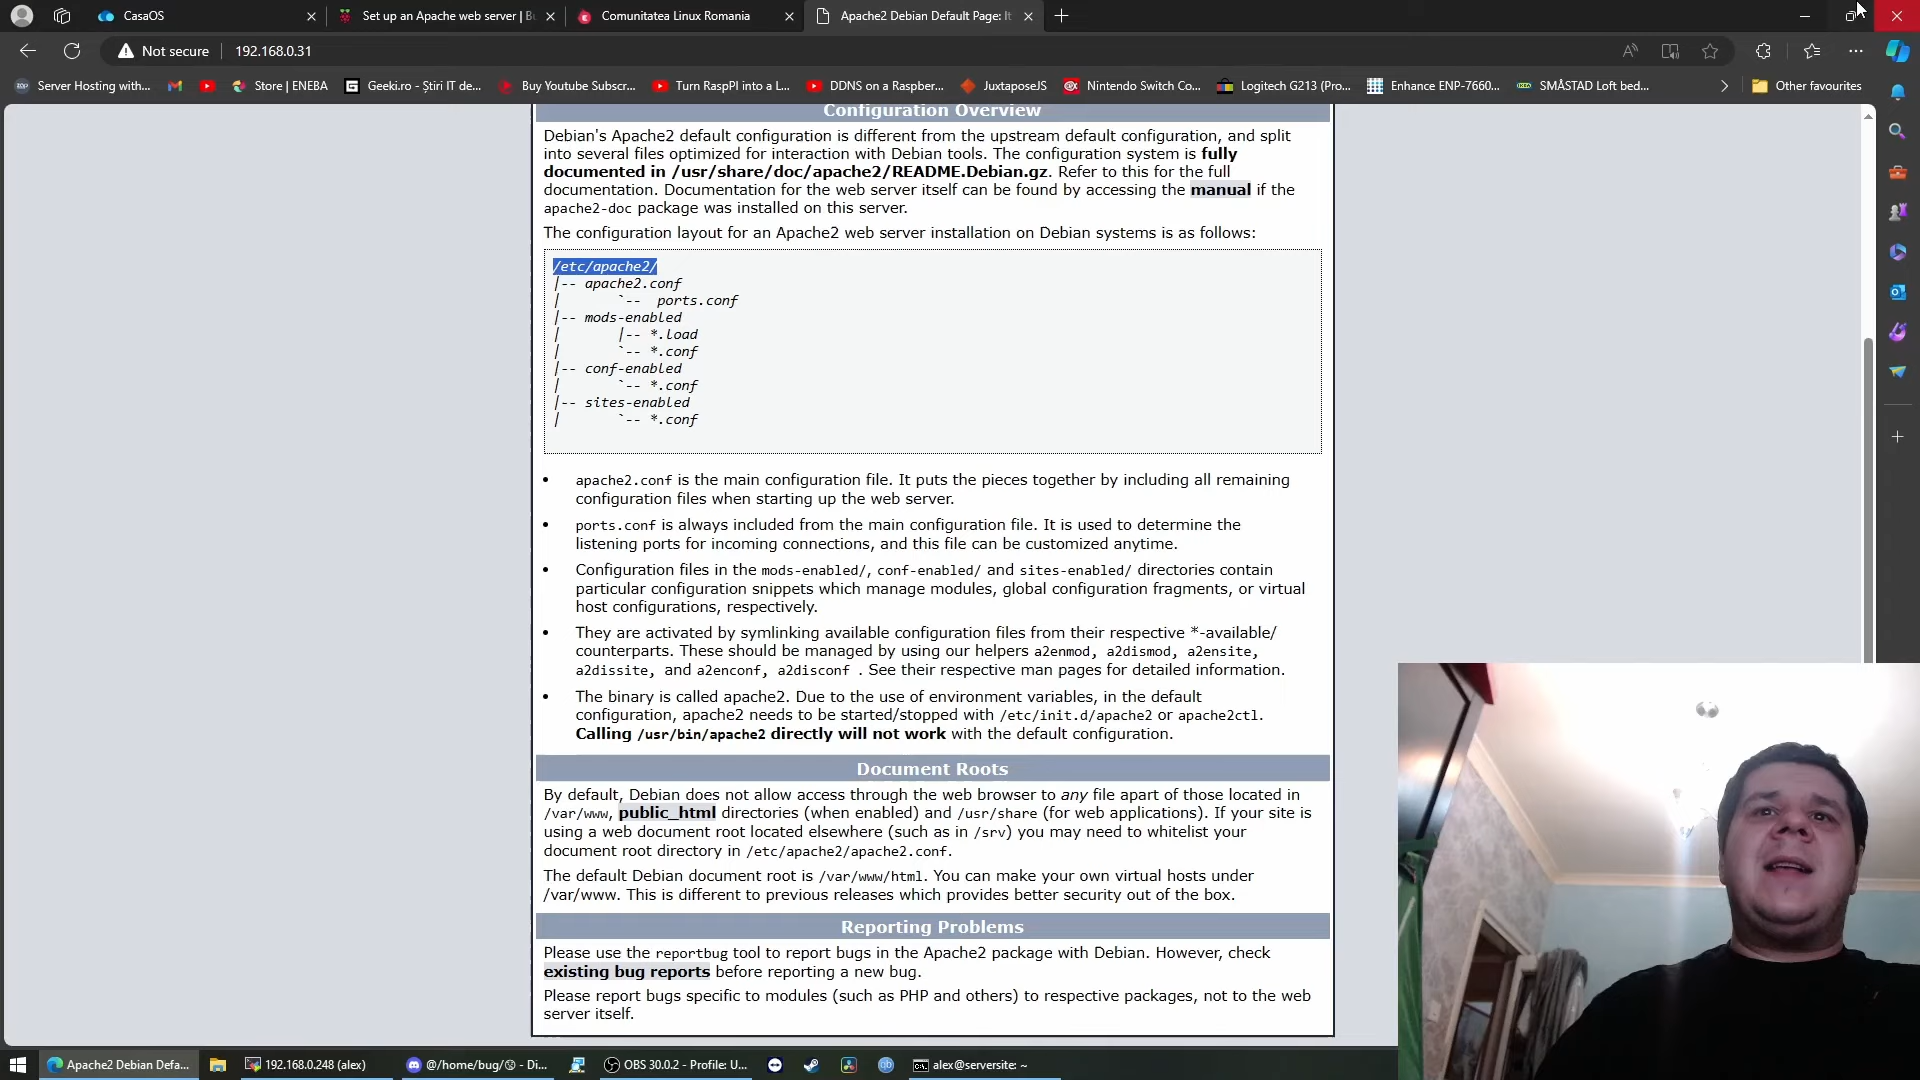 CasaOS
Set up an Apache web server | Bu
Comunitatea Linux Romania
Apache2 Debian Default Page: It
Not secure
192.168.0.31
Server Hosting with...
Store | ENEBA
Geeki.ro - Știri IT de...
Buy Youtube Subscr...
Turn RaspPI into a L...
DDNS on a Raspber...
JuxtaposeJS
Nintendo Switch Co...
Logitech G213 (Pro...
Enhance ENP-7660...
SMÅSTAD Loft bed...
Other favourites
Configuration Overview
Debian's Apache2 default configuration is different from the upstream default configuration, and split
into several files optimized for interaction with Debian tools. The configuration system is fully
documented in /usr/share/doc/apache2/README.Debian.gz. Refer to this for the full
documentation. Documentation for the web server itself can be found by accessing the manual if the
apache2-doc package was installed on this server.
The configuration layout for an Apache2 web server installation on Debian systems is as follows:
/etc/apache2/
|-- apache2.conf
|       `--  ports.conf
|-- mods-enabled
|       |-- *.load
|       `-- *.conf
|-- conf-enabled
|       `-- *.conf
|-- sites-enabled
|       `-- *.conf
• apache2.conf is the main configuration file. It puts the pieces together by including all remaining
configuration files when starting up the web server.
• ports.conf is always included from the main configuration file. It is used to determine the
listening ports for incoming connections, and this file can be customized anytime.
• Configuration files in the mods-enabled/, conf-enabled/ and sites-enabled/ directories contain
particular configuration snippets which manage modules, global configuration fragments, or virtual
host configurations, respectively.
• They are activated by symlinking available configuration files from their respective *-available/
counterparts. These should be managed by using our helpers a2enmod, a2dismod, a2ensite,
a2dissite, and a2enconf, a2disconf . See their respective man pages for detailed information.
• The binary is called apache2. Due to the use of environment variables, in the default
configuration, apache2 needs to be started/stopped with /etc/init.d/apache2 or apache2ctl.
Calling /usr/bin/apache2 directly will not work with the default configuration.
Document Roots
By default, Debian does not allow access through the web browser to any file apart of those located in
/var/www, public_html directories (when enabled) and /usr/share (for web applications). If your site is
using a web document root located elsewhere (such as in /srv) you may need to whitelist your
document root directory in /etc/apache2/apache2.conf.
The default Debian document root is /var/www/html. You can make your own virtual hosts under
/var/www. This is different to previous releases which provides better security out of the box.
Reporting Problems
Please use the reportbug tool to report bugs in the Apache2 package with Debian. However, check
existing bug reports before reporting a new bug.
Please report bugs specific to modules (such as PHP and others) to respective packages, not to the web
server itself.
Apache2 Debian Defa...
192.168.0.248 (alex)
@/home/bug/ - Di...
OBS 30.0.2 - Profile: U...
alex@serversite: ~